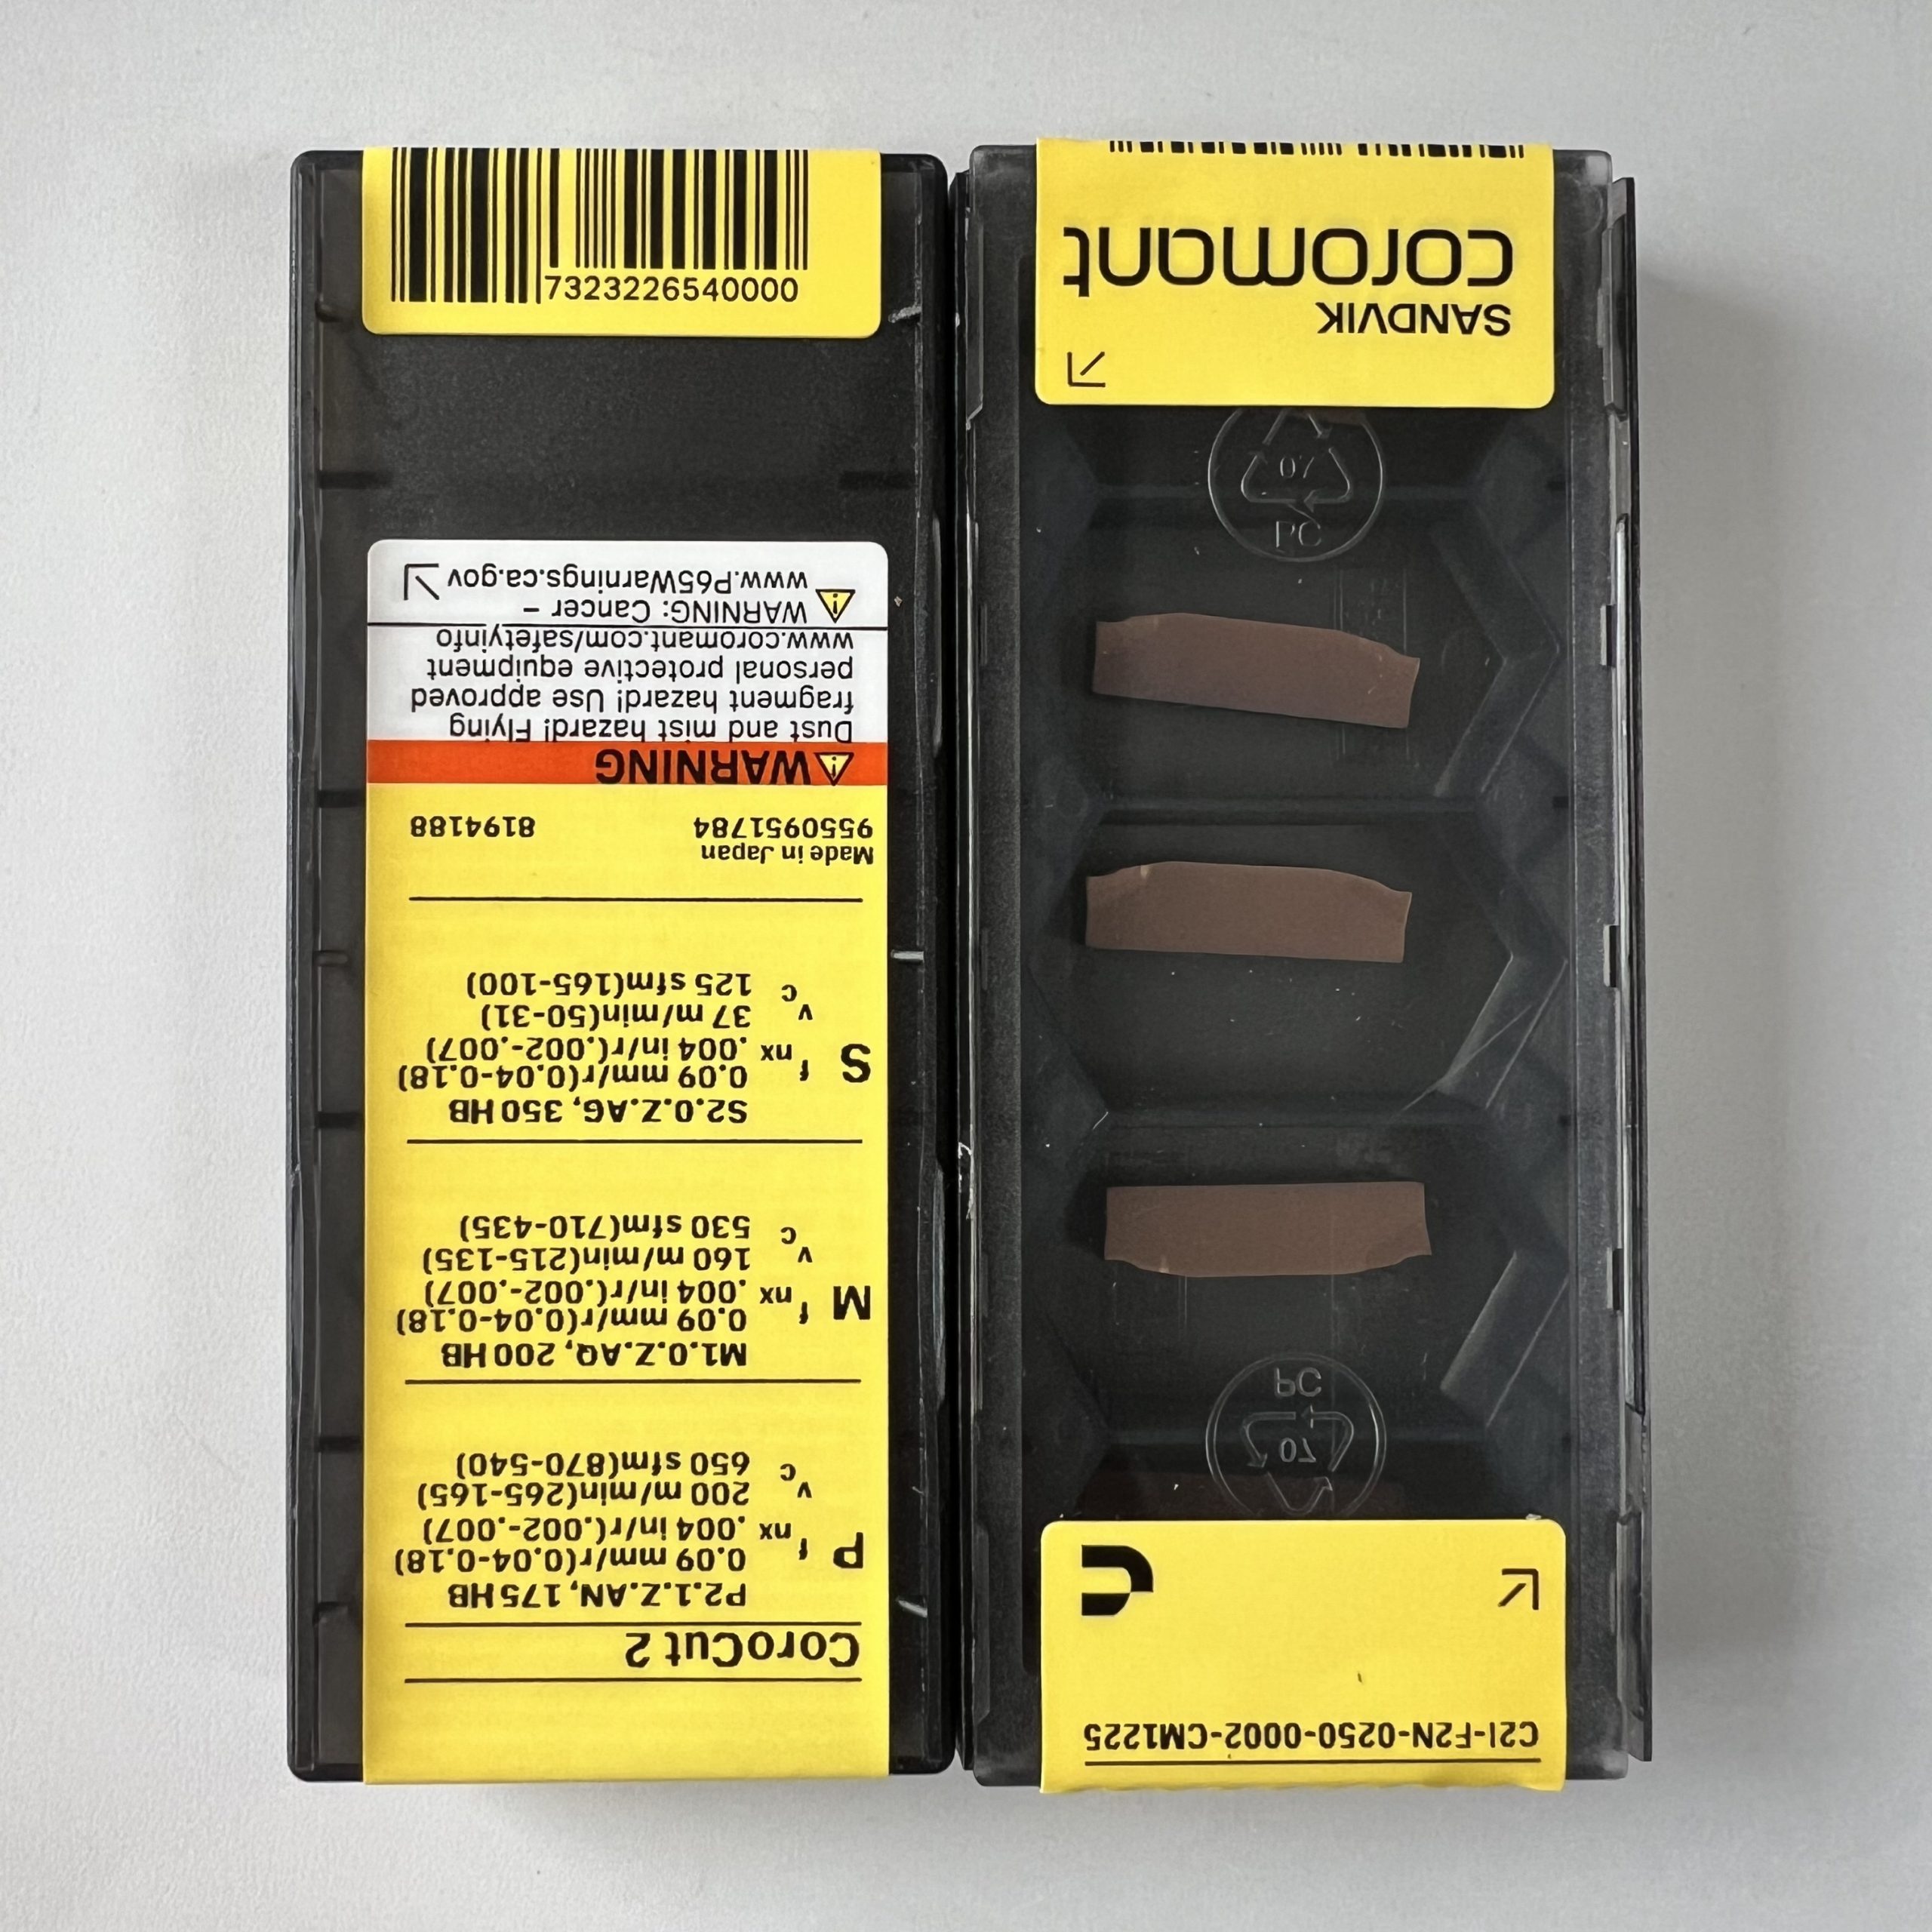 7323226540000
CoroCut 2
P2.1.Z.AN, 175 HB
P f nx 0.09 mm/r(0.04-0.18)
.004 in/r(.002-.007)
v c 200 m/min(265-165)
650 sfm(870-540)
M1.0.Z.AQ, 200 HB
M f nx 0.09 mm/r(0.04-0.18)
.004 in/r(.002-.007)
v c 160 m/min(215-135)
530 sfm(710-435)
S2.0.Z.AG, 350 HB
S f nx 0.09 mm/r(0.04-0.18)
.004 in/r(.002-.007)
v c 37 m/min(50-31)
125 sfm(165-100)
Made in Japan
9550951784 8194188
WARNING
Dust and mist hazard! Flying
fragment hazard! Use approved
personal protective equipment
www.coromant.com/safetyinfo
WARNING: Cancer –
www.P65Warnings.ca.gov
C2I-F2N-0250-0002-CM1225
07
PC
07
PC
SANDVIK
coromant